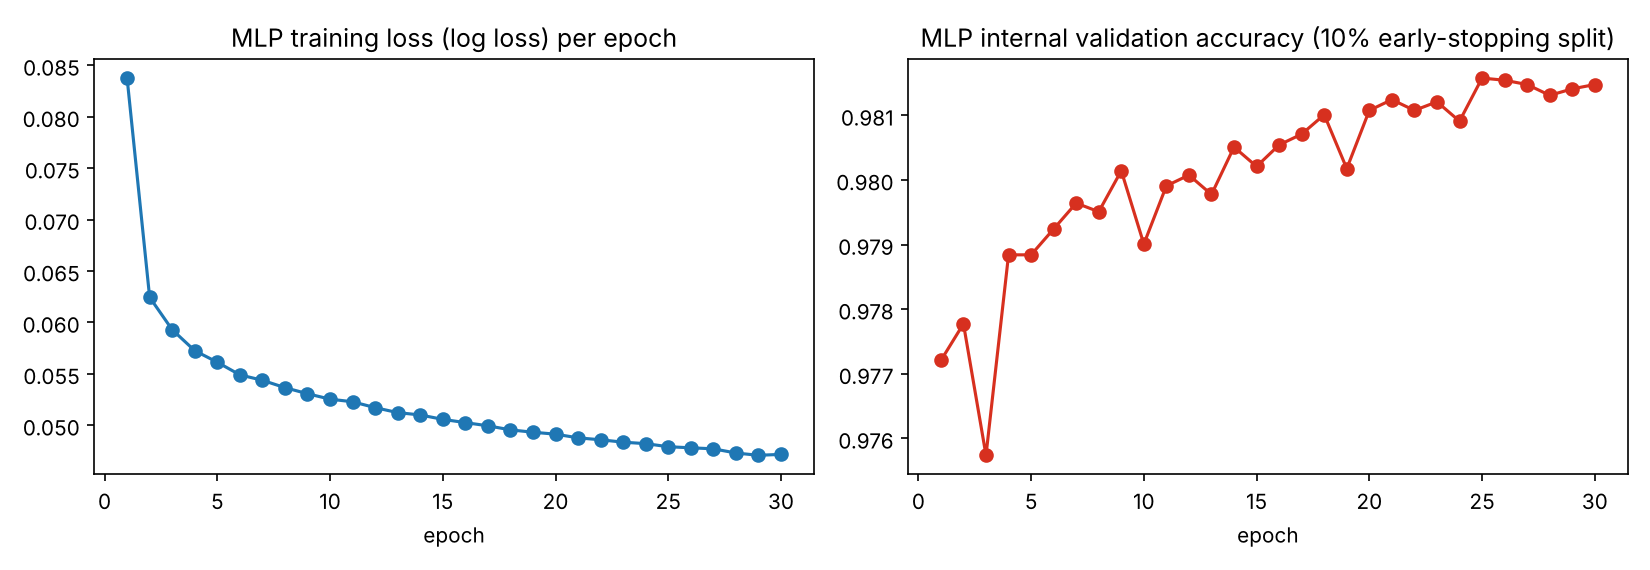 MLP training loss (log loss) per epoch
0.085
0.080
0.075
0.070
0.065
0.060
0.055
0.050
0 5 10 15 20 25 30
epoch
MLP internal validation accuracy (10% early-stopping split)
0.981
0.980
0.979
0.978
0.977
0.976
0 5 10 15 20 25 30
epoch